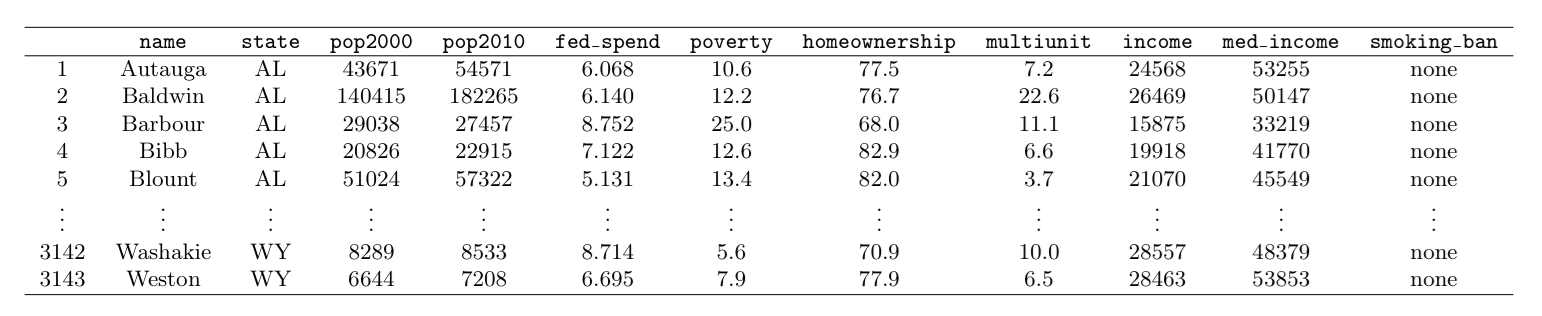 name state pop2000 pop2010 fed_spend poverty homeownership multiunit income med_income smoking_ban
1 Autauga AL 43671 54571 6.068 10.6 77.5 7.2 24568 53255 none
2 Baldwin AL 140415 182265 6.140 12.2 76.7 22.6 26469 50147 none
3 Barbour AL 29038 27457 8.752 25.0 68.0 11.1 15875 33219 none
4 Bibb AL 20826 22915 7.122 12.6 82.9 6.6 19918 41770 none
5 Blount AL 51024 57322 5.131 13.4 82.0 3.7 21070 45549 none
⋮ ⋮ ⋮ ⋮ ⋮ ⋮ ⋮ ⋮ ⋮ ⋮ ⋮ ⋮
3142 Washakie WY 8289 8533 8.714 5.6 70.9 10.0 28557 48379 none
3143 Weston WY 6644 7208 6.695 7.9 77.9 6.5 28463 53853 none